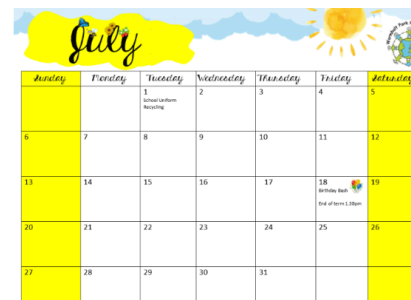 July
Sunday Monday Tuesday Wednesday Thursday Friday Saturday
1 2 3 4 5
School Uniform
Recycling
6 7 8 9 10 11 12
13 14 15 16 17 18 19
Birthday Bash
End of term 1.30pm
20 21 22 23 24 25 26
27 28 29 30 31